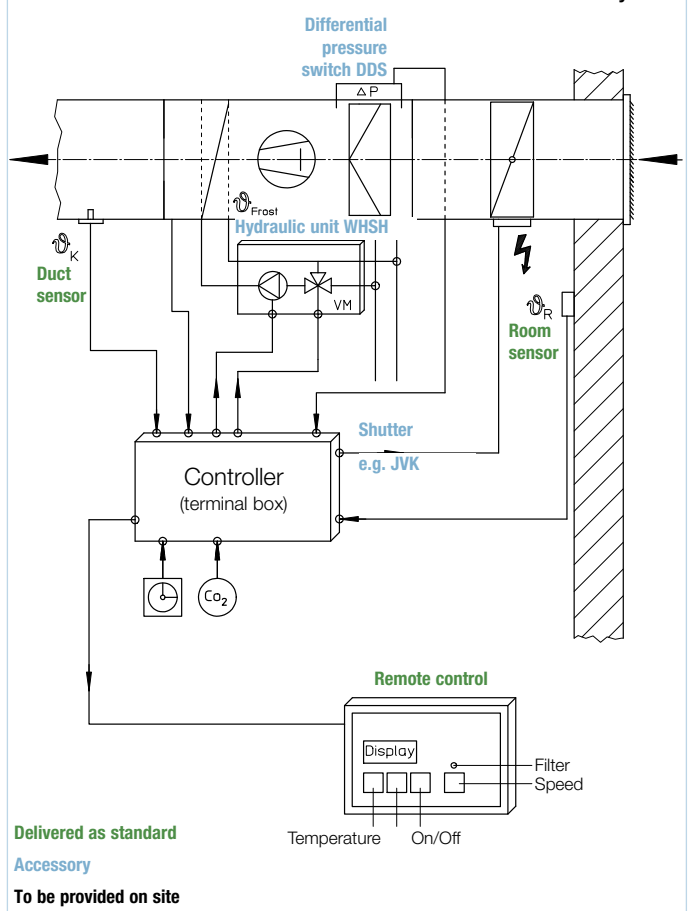 Differential
pressure
switch DDS
△P
ϑFrost
Hydraulic unit WHSH
ϑK
Duct
sensor
VM
ϑR
Room
sensor
Shutter
e.g. JVK
Controller
(terminal box)
Co₂
Remote control
Display
Filter
Speed
Temperature On/Off
Delivered as standard
Accessory
To be provided on site